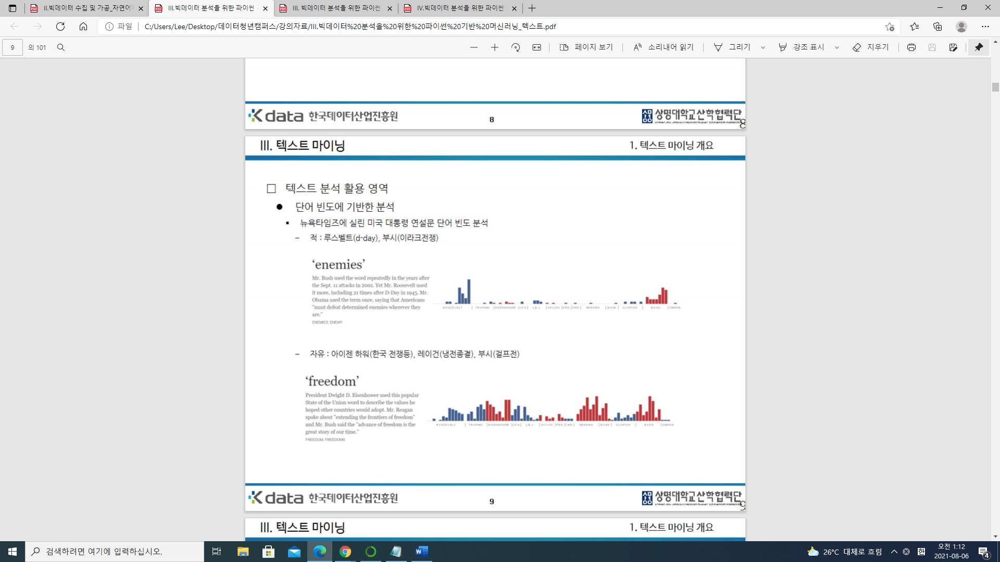 II.빅데이터 수집 및 가공_자연어
III.빅데이터 분석을 위한 파이썬
III. 빅데이터 분석을 위한 파이썬
IV.빅데이터 분석을 위한 파이썬
파일 C:/Users/Lee/Desktop/데이터청년캠퍼스/강의자료/III.빅데이터%20분석을%20위한%20파이썬%20기반%20머신러닝_텍스트.pdf
9 의 101 페이지 보기 소리내어 읽기 그리기 강조 표시 지우기
Kdata 한국데이터산업진흥원 8 상명대학교산학협력단 8
III. 텍스트 마이닝 1. 텍스트 마이닝 개요
□ 텍스트 분석 활용 영역
● 단어 빈도에 기반한 분석
▪ 뉴욕타임즈에 실린 미국 대통령 연설문 단어 빈도 분석
– 적 : 루스벨트(d-day), 부시(이라크전쟁)
‘enemies’
Mr. Bush used the word repeatedly in the years after
the Sept. 11 attacks in 2001. Yet Mr. Roosevelt used
it more, including 21 times after D-Day in 1945. Mr.
Obama used the term once, saying that Americans
"must defeat determined enemies wherever they
are."
ENEMIES, ENEMY
ROOSEVELT | TRUMAN | EISENHOWER | J.F.K. | L.B.J. | NIXON | FRD. | CAR. | REAGAN | BUSH | CLINTON | BUSH | OBAMA
– 자유 : 아이젠 하워(한국 전쟁등), 레이건(냉전종결), 부시(걸프전)
‘freedom’
President Dwight D. Eisenhower used this popular
State of the Union word to describe the values he
hoped other countries would adopt. Mr. Reagan
spoke about "extending the frontiers of freedom"
and Mr. Bush said the "advance of freedom is the
great story of our time."
FREEDOM, FREEDOMS
ROOSEVELT | TRUMAN | EISENHOWER | J.F.K. | L.B.J. | NIXON | FRD. | CAR. | REAGAN | BUSH | CLINTON | BUSH | OBAMA
Kdata 한국데이터산업진흥원 9 상명대학교산학협력단 9
III. 텍스트 마이닝 1. 텍스트 마이닝 개요
검색하려면 여기에 입력하십시오.
26°C 대체로 흐림
한
오전 1:12
2021-08-06
4